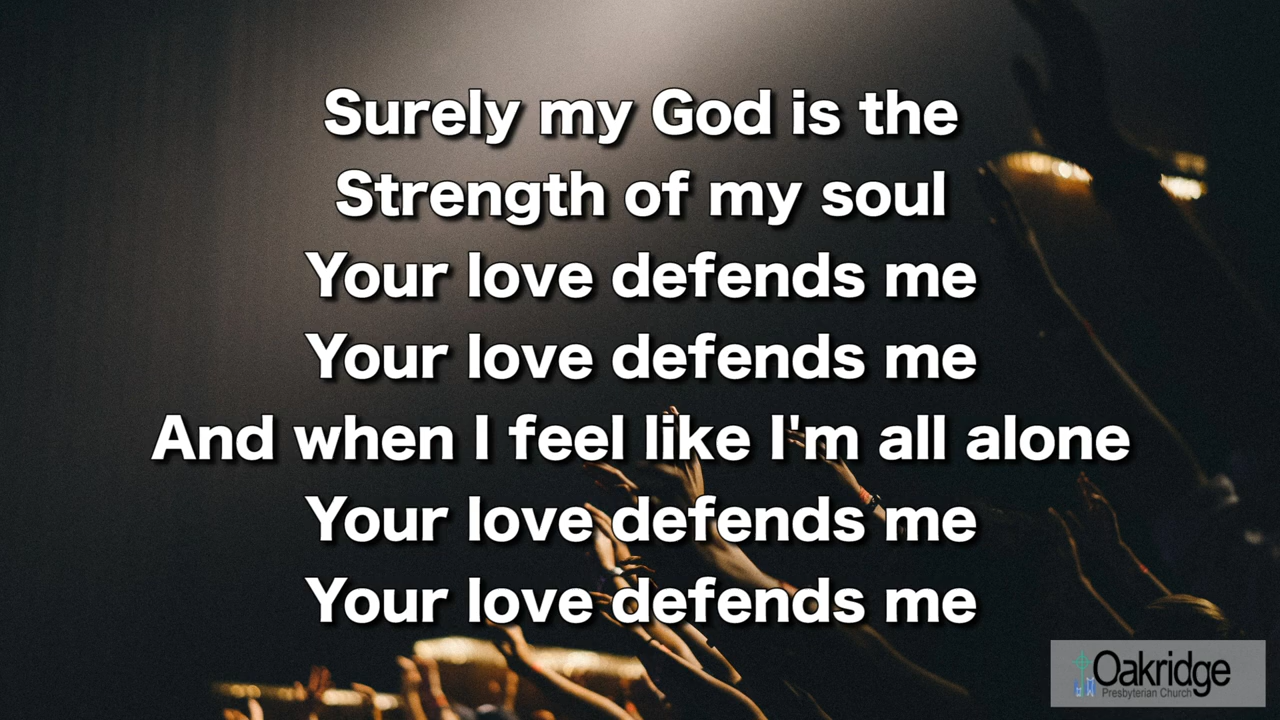 Surely my God is the
Strength of my soul
Your love defends me
Your love defends me
And when I feel like I'm all alone
Your love defends me
Your love defends me
Oakridge
Presbyterian Church